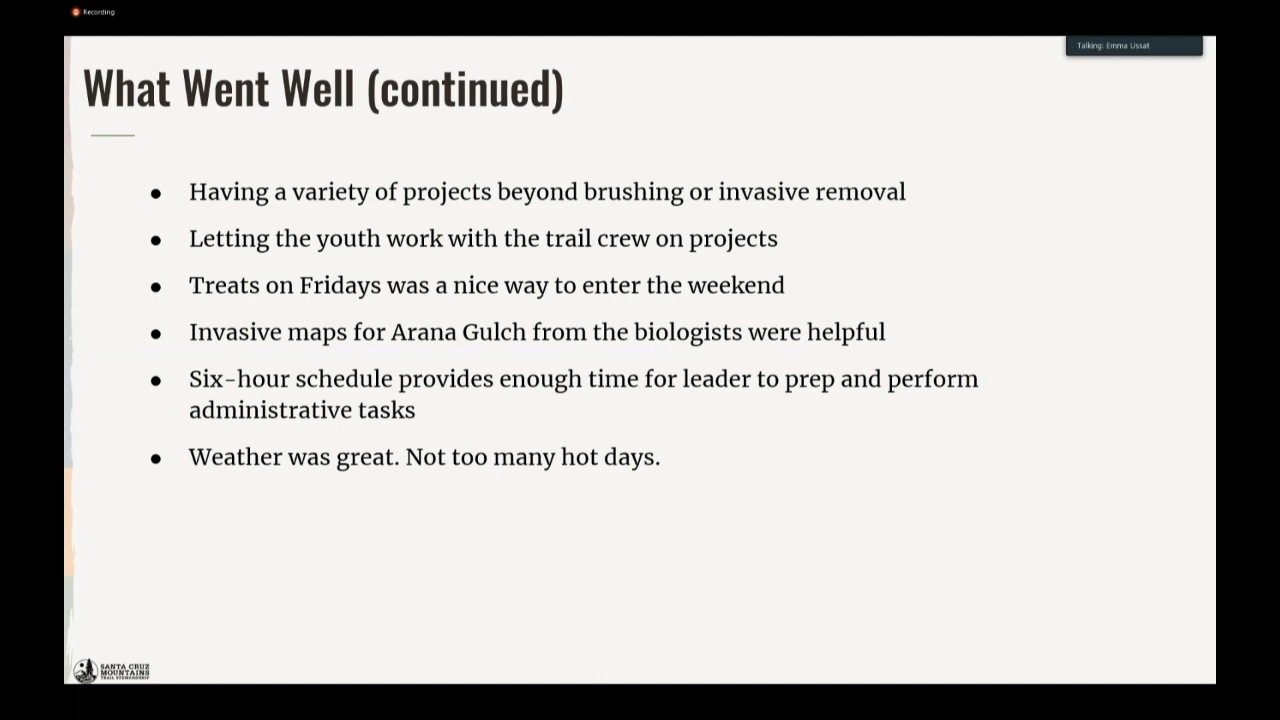 Recording
Talking: Emma Ussat
What Went Well (continued)
● Having a variety of projects beyond brushing or invasive removal
● Letting the youth work with the trail crew on projects
● Treats on Fridays was a nice way to enter the weekend
● Invasive maps for Arana Gulch from the biologists were helpful
● Six-hour schedule provides enough time for leader to prep and perform
administrative tasks
● Weather was great. Not too many hot days.
SANTA CRUZ
MOUNTAINS
TRAIL STEWARDSHIP